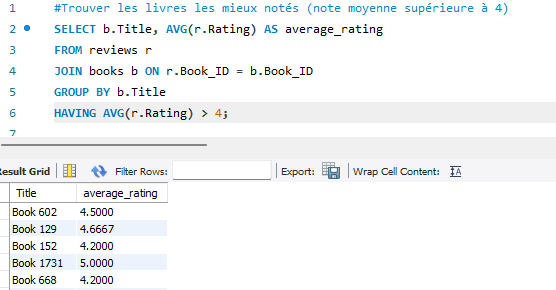 1 #Trouver les livres les mieux notés (note moyenne supérieure à 4)
2 SELECT b.Title, AVG(r.Rating) AS average_rating
3 FROM reviews r
4 JOIN books b ON r.Book_ID = b.Book_ID
5 GROUP BY b.Title
6 HAVING AVG(r.Rating) > 4;
7
Result Grid Filter Rows: Export: Wrap Cell Content: IA
Title average_rating
Book 602 4.5000
Book 129 4.6667
Book 152 4.2000
Book 1731 5.0000
Book 668 4.2000